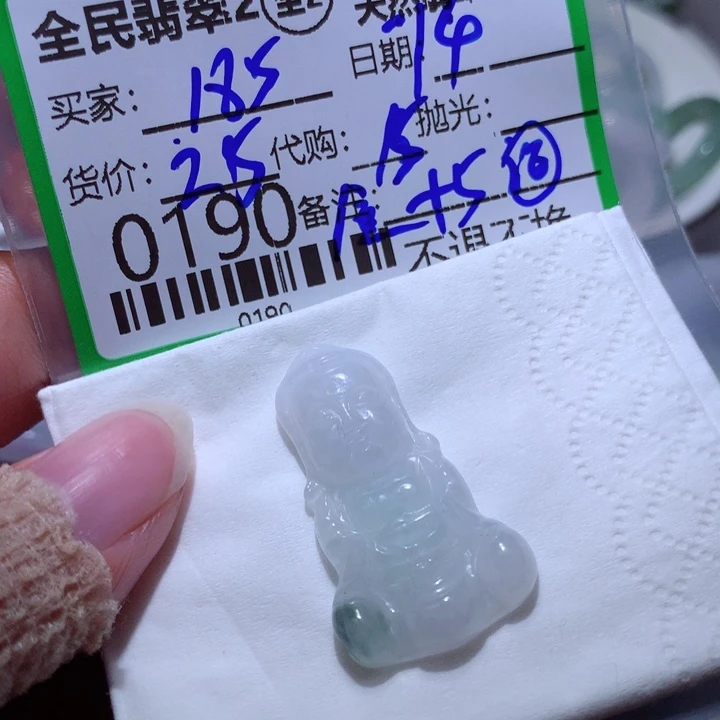 全民翡翠2
买家： 185 日期： 14
货价： 25 代购： 15 抛光：
0190 备注： +5
不退不换
0190